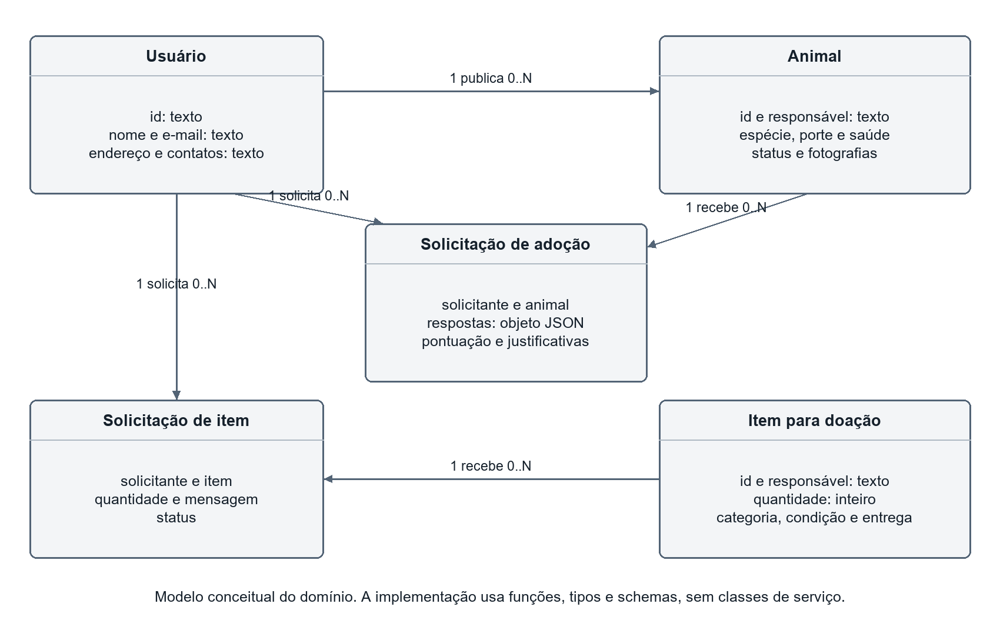 Usuário
id: texto
nome e e-mail: texto
endereço e contatos: texto
1 publica 0..N
Animal
id e responsável: texto
espécie, porte e saúde
status e fotografias
1 solicita 0..N
1 recebe 0..N
Solicitação de adoção
solicitante e animal
respostas: objeto JSON
pontuação e justificativas
1 solicita 0..N
Solicitação de item
solicitante e item
quantidade e mensagem
status
1 recebe 0..N
Item para doação
id e responsável: texto
quantidade: inteiro
categoria, condição e entrega
Modelo conceitual do domínio. A implementação usa funções, tipos e schemas, sem classes de serviço.